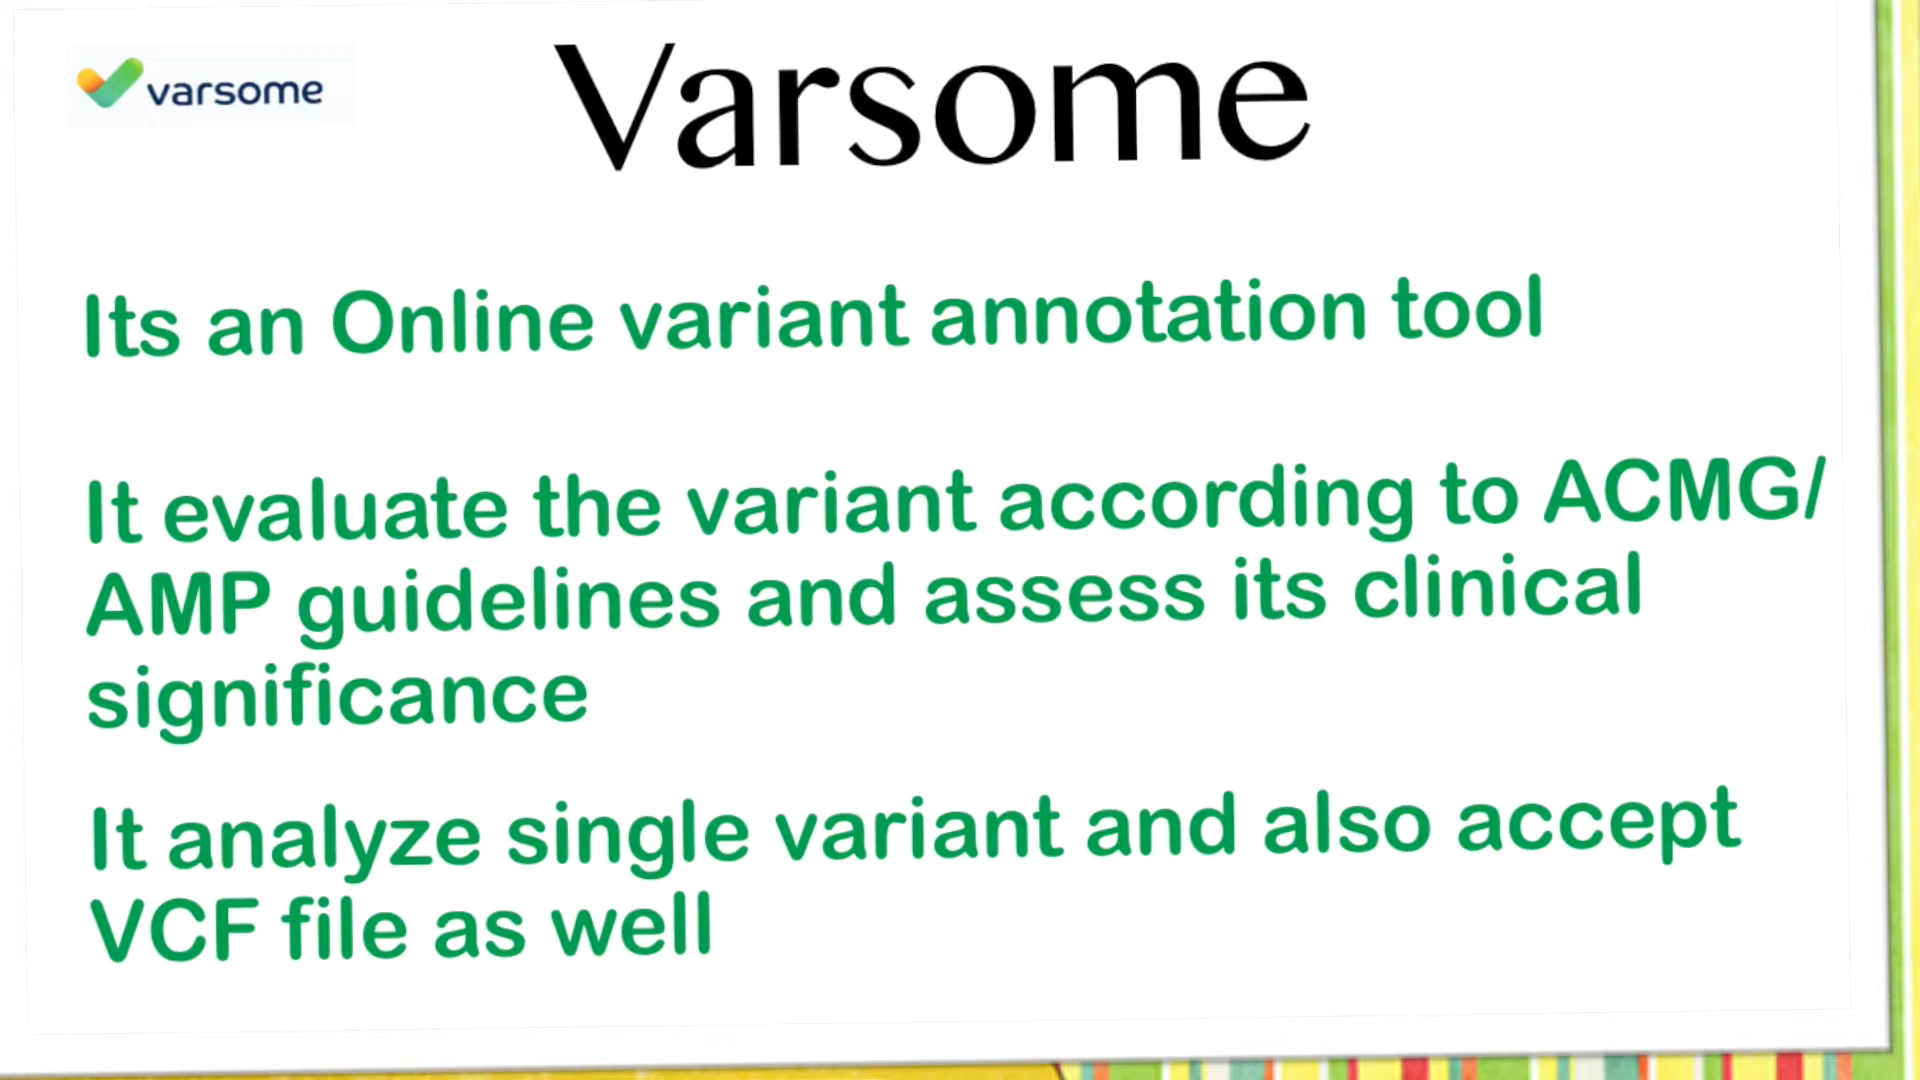 varsome
Varsome
Its an Online variant annotation tool
It evaluate the variant according to ACMG/
AMP guidelines and assess its clinical
significance
It analyze single variant and also accept
VCF file as well